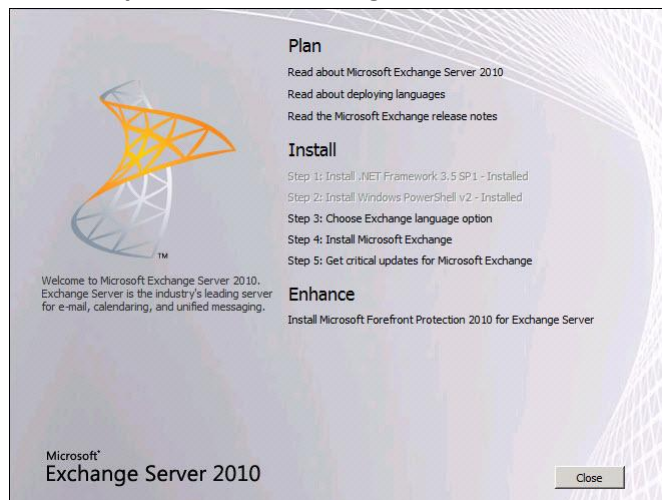 Plan
Read about Microsoft Exchange Server 2010
Read about deploying languages
Read the Microsoft Exchange release notes
Install
Step 1: Install .NET Framework 3.5 SP1 - Installed
Step 2: Install Windows PowerShell v2 - Installed
Step 3: Choose Exchange language option
Step 4: Install Microsoft Exchange
Step 5: Get critical updates for Microsoft Exchange
Enhance
Install Microsoft Forefront Protection 2010 for Exchange Server
TM
Welcome to Microsoft Exchange Server 2010.
Exchange Server is the industry's leading server
for e-mail, calendaring, and unified messaging.
Microsoft®
Exchange Server 2010
Close